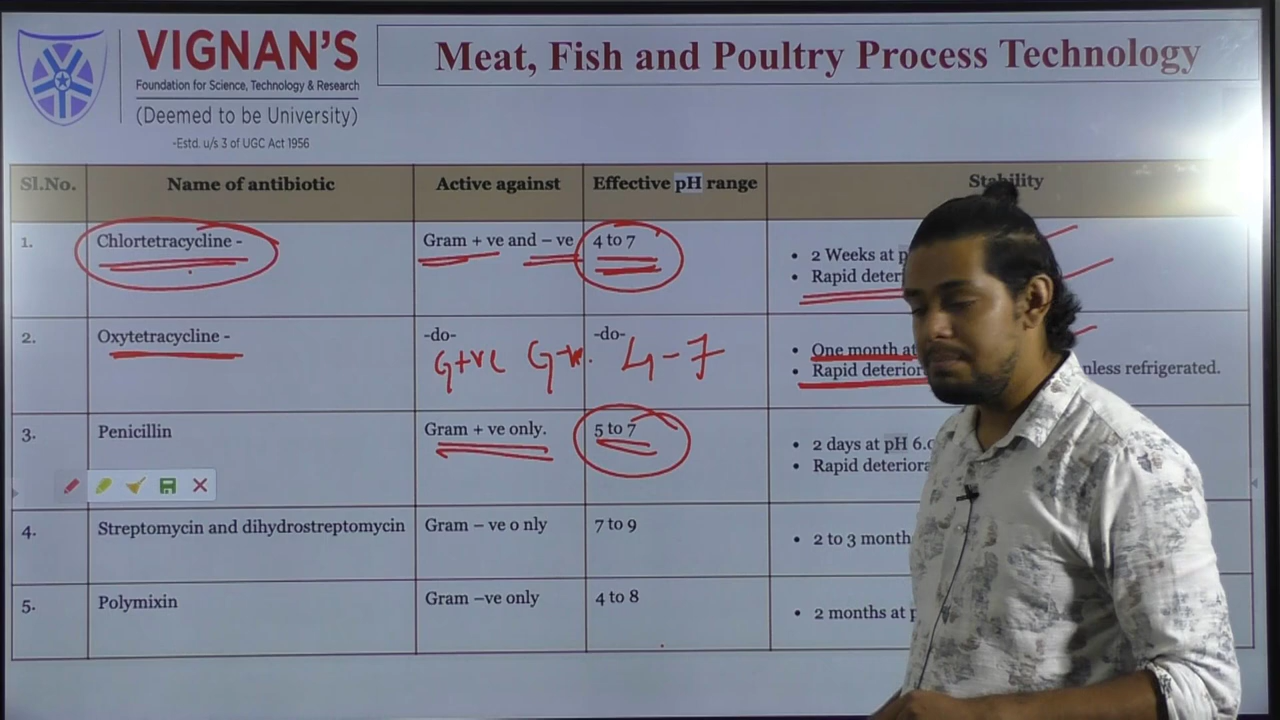 VIGNAN'S
Foundation for Science, Technology & Research
(Deemed to be University)
-Estd. u/s 3 of UGC Act 1956
Meat, Fish and Poultry Process Technology
Sl.No. Name of antibiotic Active against Effective pH range Stability
1. Chlortetracycline - Gram + ve and – ve 4 to 7
• 2 Weeks at
• Rapid
2. Oxytetracycline - -do- -do-
G+ve G-ve. 4-7
• One month at
• Rapid nless refrigerated.
3. Penicillin Gram + ve only. 5 to 7
• 2 days at pH
• Rapid
4. Streptomycin and dihydrostreptomycin Gram – ve o nly 7 to 9
• 2 to 3 month
5. Polymixin Gram –ve only 4 to 8
• 2 months at